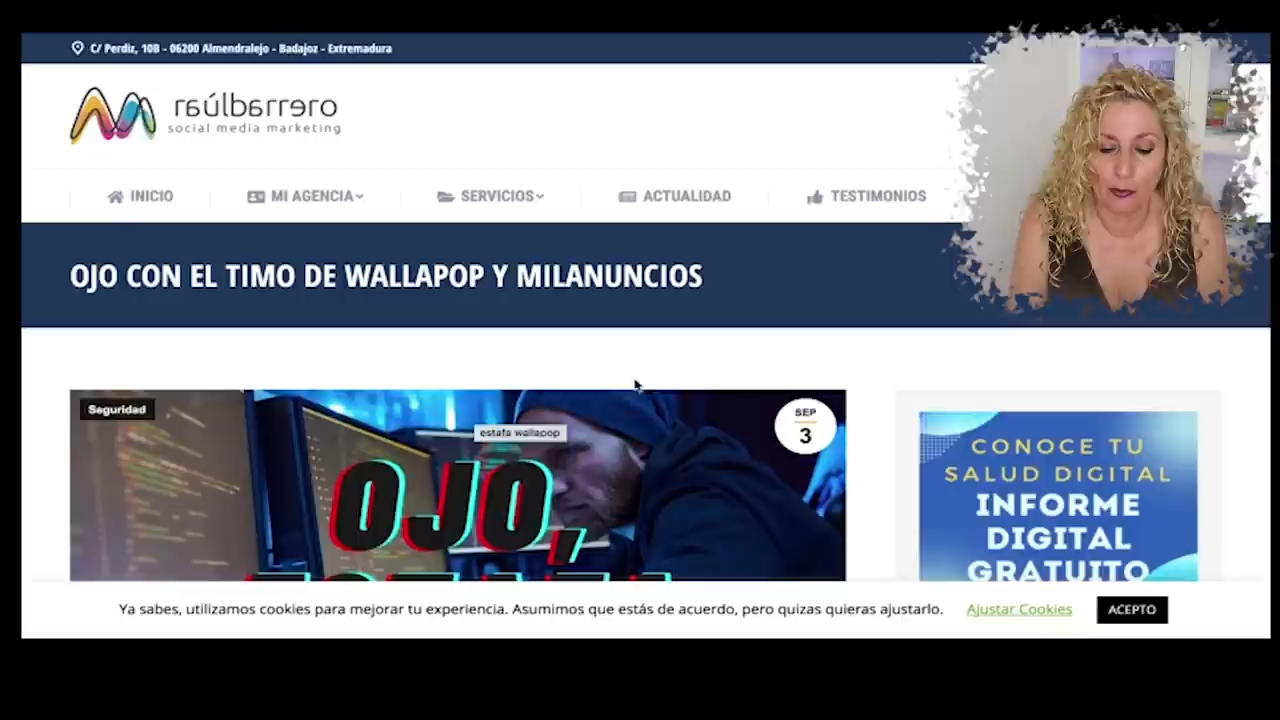 C/ Perdiz, 10B - 06200 Almendralejo - Badajoz - Extremadura
raúlbarrero
social media marketing
INICIO
MI AGENCIA
SERVICIOS
ACTUALIDAD
TESTIMONIOS
OJO CON EL TIMO DE WALLAPOP Y MILANUNCIOS
Seguridad
estafa wallapop
SEP
3
OJO,
CONOCE TU
SALUD DIGITAL
INFORME
DIGITAL
GRATUITO
Ya sabes, utilizamos cookies para mejorar tu experiencia. Asumimos que estás de acuerdo, pero quizas quieras ajustarlo.
Ajustar Cookies
ACEPTO